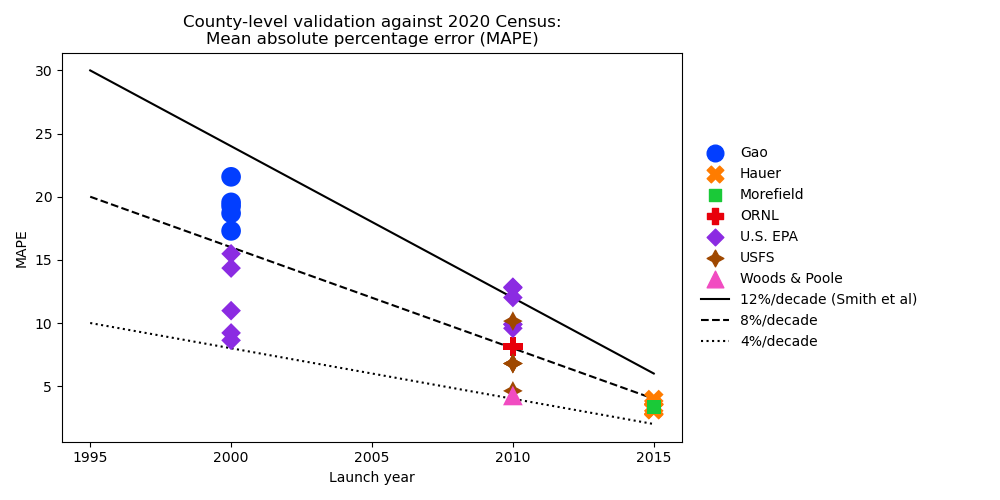 County-level validation against 2020 Census:
Mean absolute percentage error (MAPE)
30
25
20
15
10
5
MAPE
1995
2000
2005
2010
2015
Launch year
Gao
Hauer
Morefield
ORNL
U.S. EPA
USFS
Woods & Poole
12%/decade (Smith et al)
8%/decade
4%/decade